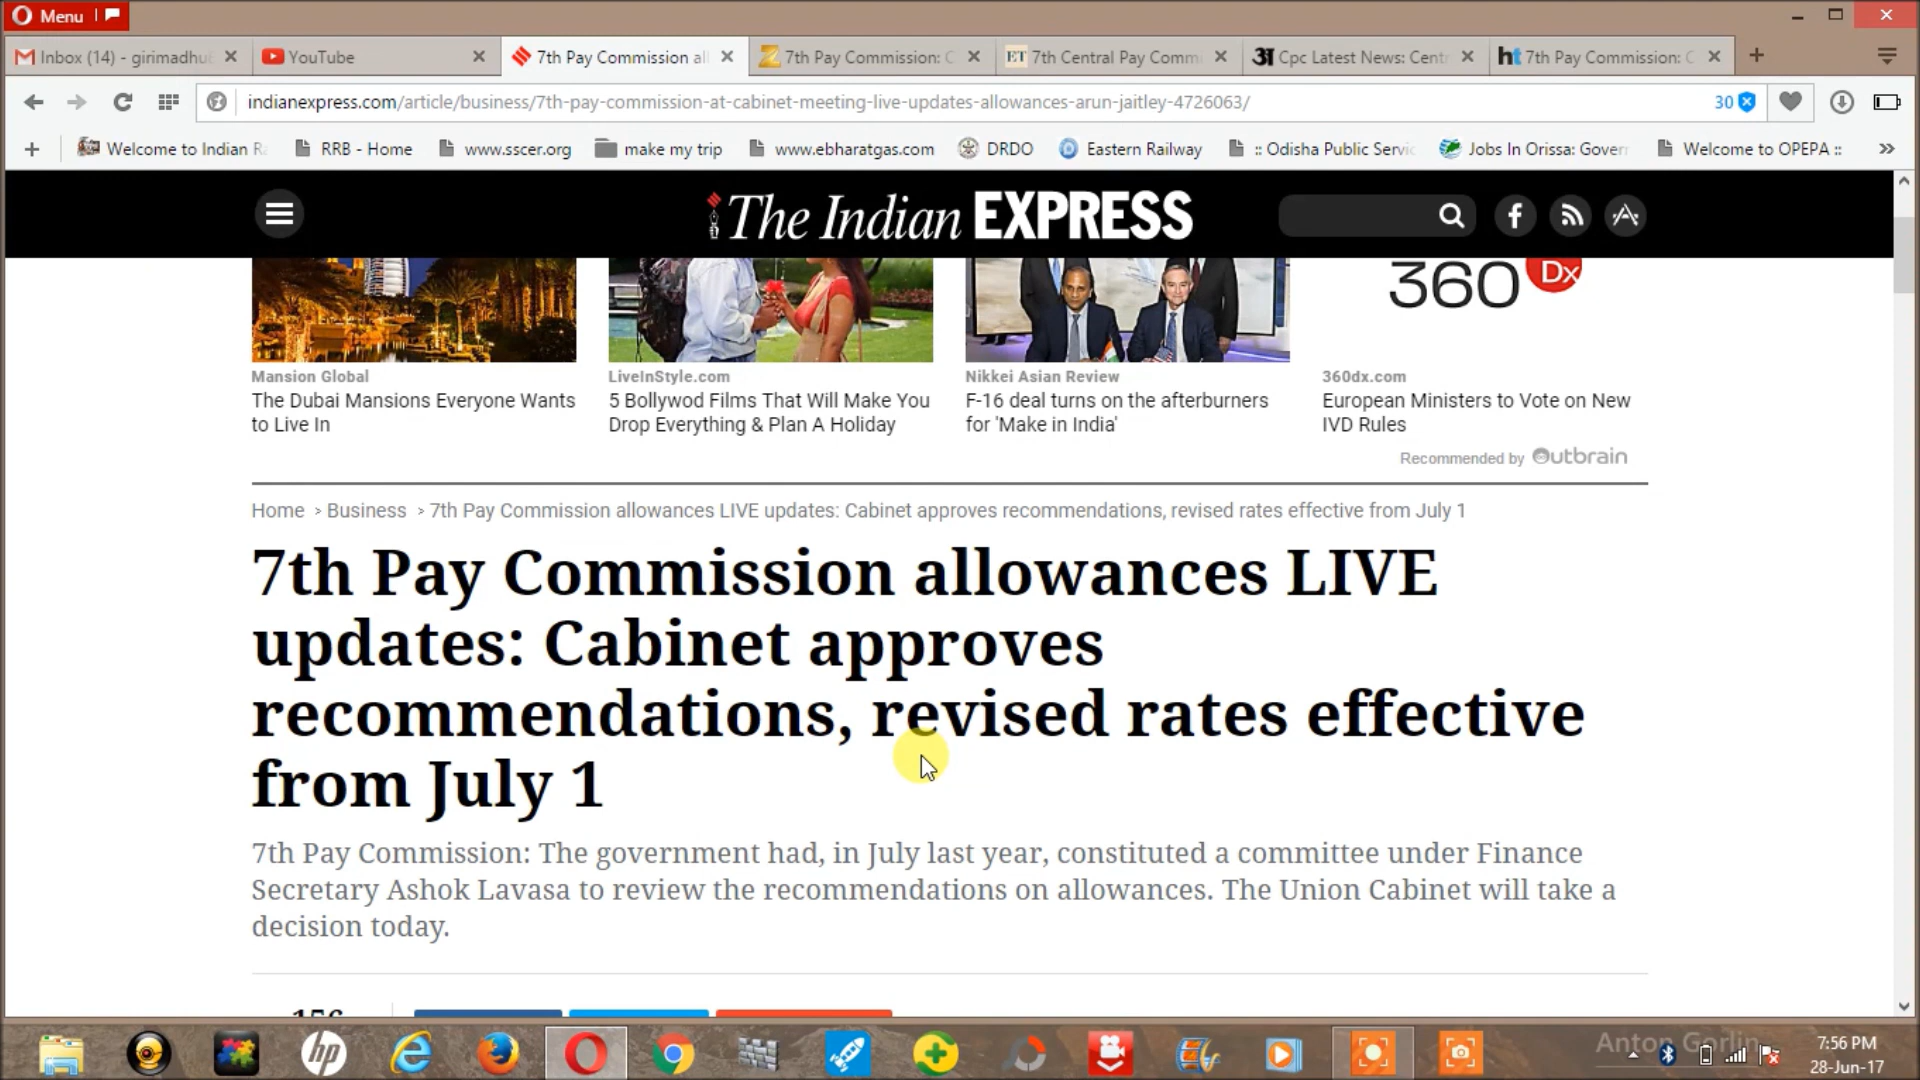 Menu
Inbox (14) - girimadhu
YouTube
7th Pay Commission al
7th Pay Commission: C
7th Central Pay Comm
Cpc Latest News: Cent
7th Pay Commission: C
indianexpress.com/article/business/7th-pay-commission-at-cabinet-meeting-live-updates-allowances-arun-jaitley-4726063/
30
Welcome to Indian R
RRB - Home
www.sscer.org
make my trip
www.ebharatgas.com
DRDO
Eastern Railway
:: Odisha Public Servic
Jobs In Orissa: Gover
Welcome to OPEPA ::
The Indian EXPRESS
360 Dx
Mansion Global
The Dubai Mansions Everyone Wants
to Live In
LiveInStyle.com
5 Bollywod Films That Will Make You
Drop Everything & Plan A Holiday
Nikkei Asian Review
F-16 deal turns on the afterburners
for 'Make in India'
360dx.com
European Ministers to Vote on New
IVD Rules
Recommended by Outbrain
Home > Business > 7th Pay Commission allowances LIVE updates: Cabinet approves recommendations, revised rates effective from July 1
7th Pay Commission allowances LIVE
updates: Cabinet approves
recommendations, revised rates effective
from July 1
7th Pay Commission: The government had, in July last year, constituted a committee under Finance
Secretary Ashok Lavasa to review the recommendations on allowances. The Union Cabinet will take a
decision today.
156
hp
Anton Gorlin
7:56 PM
28-Jun-17